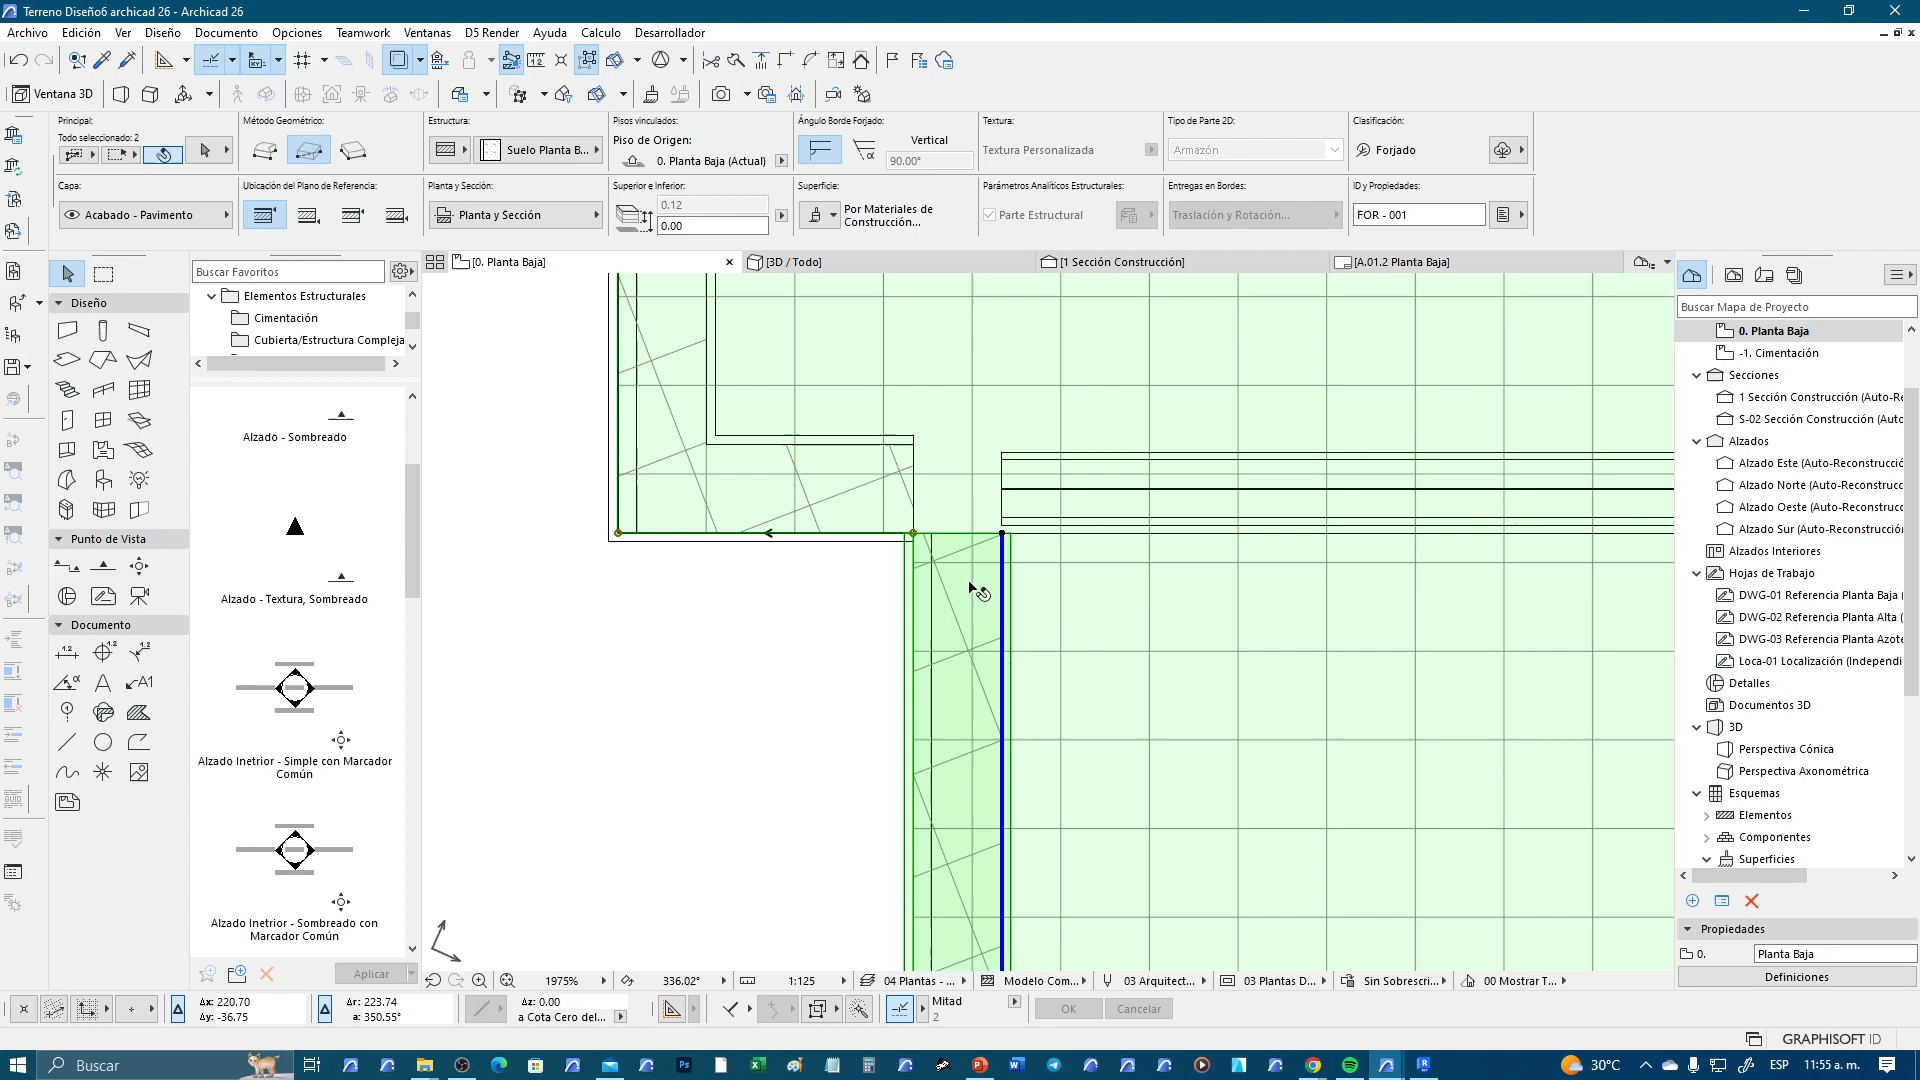 Terreno Diseño6 archicad 26 - Archicad 26
Archivo Edición Ver Diseño Documento Opciones Teamwork Ventanas D5 Render Ayuda Calculo Desarrollador
Ventana 3D
Principal:
Todo seleccionado: 2
Método Geométrico:
Estructura:
Suelo Planta B...
Pisos vinculados:
Piso de Origen:
0. Planta Baja (Actual)
Ángulo Borde Forjado:
Vertical
90.00°
Textura:
Textura Personalizada
Tipo de Parte 2D:
Armazón
Clasificación:
Forjado
Capa:
Acabado - Pavimento
Ubicación del Plano de Referencia:
Planta y Sección:
Planta y Sección
Superior e Inferior:
0.12
0.00
Superficie:
Por Materiales de
Construcción...
Parámetros Analíticos Estructurales:
Parte Estructural
Entregas en Bordes:
Traslación y Rotación...
ID y Propiedades:
FOR - 001
Diseño
Punto de Vista
Documento
Buscar Favoritos
Elementos Estructurales
Cimentación
Cubierta/Estructura Compleja
Alzado - Sombreado
Alzado - Textura, Sombreado
Alzado Inetrior - Simple con Marcador
Común
Alzado Inetrior - Sombreado con
Marcador Común
Aplicar
[0. Planta Baja]
[3D / Todo]
[1 Sección Construcción]
[A.01.2 Planta Baja]
Buscar Mapa de Proyecto
0. Planta Baja
-1. Cimentación
Secciones
1 Sección Construcción (Auto-Re
S-02 Sección Construcción (Auto
Alzados
Alzado Este (Auto-Reconstrucció
Alzado Norte (Auto-Reconstrucc
Alzado Oeste (Auto-Reconstrucc
Alzado Sur (Auto-Reconstrucción
Alzados Interiores
Hojas de Trabajo
DWG-01 Referencia Planta Baja (
DWG-02 Referencia Planta Alta (
DWG-03 Referencia Planta Azote
Loca-01 Localización (Independi
Detalles
Documentos 3D
3D
Perspectiva Cónica
Perspectiva Axonométrica
Esquemas
Elementos
Componentes
Superficies
Propiedades
0. Planta Baja
Definiciones
1975% 336.02° 1:125 04 Plantas - ... Modelo Com... 03 Arquitect... 03 Plantas D... Sin Sobrescri... 00 Mostrar T...
Δx: 220.70
Δy: -36.75
Δr: 223.74
a: 350.55°
Δz: 0.00
a Cota Cero del...
Mitad
2
OK
Cancelar
GRAPHISOFT ID
Buscar
30°C
ESP
11:55 a. m.